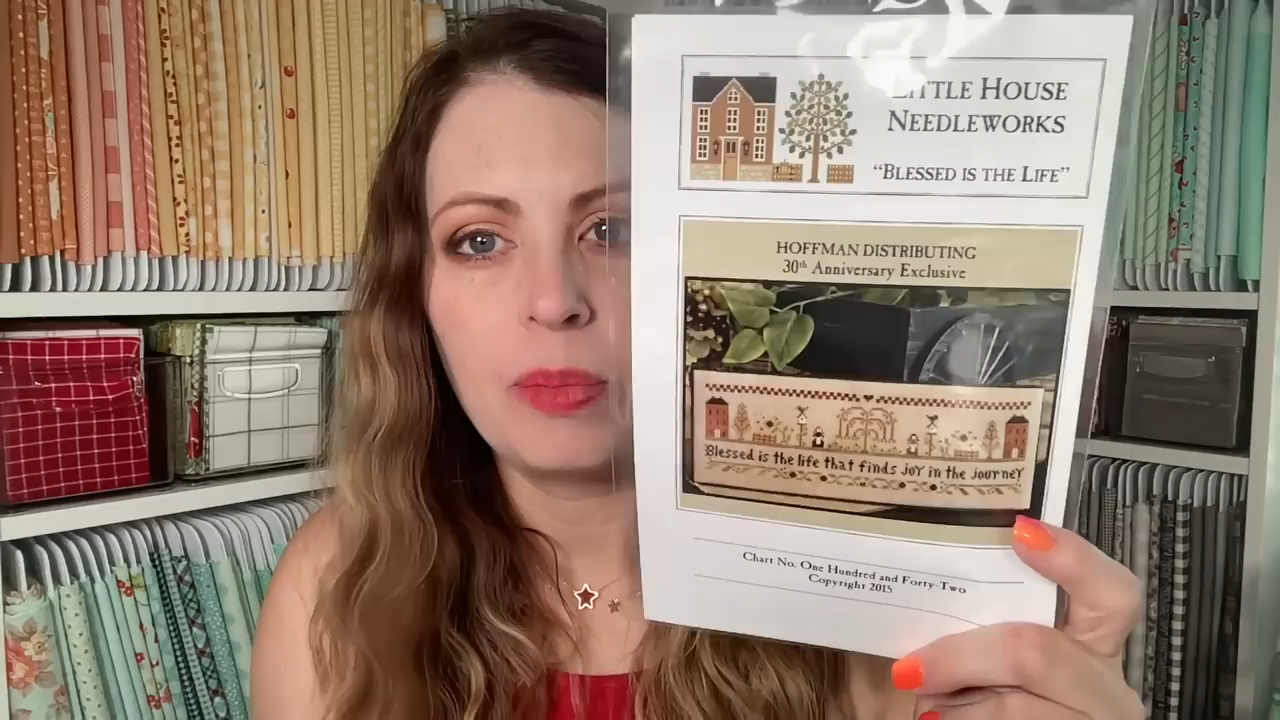 LITTLE HOUSE
NEEDLEWORKS
"BLESSED IS THE LIFE"
HOFFMAN DISTRIBUTING
30th Anniversary Exclusive
Blessed is the life that finds joy in the journey
Chart No. One Hundred and Forty-Two
Copyright 2015